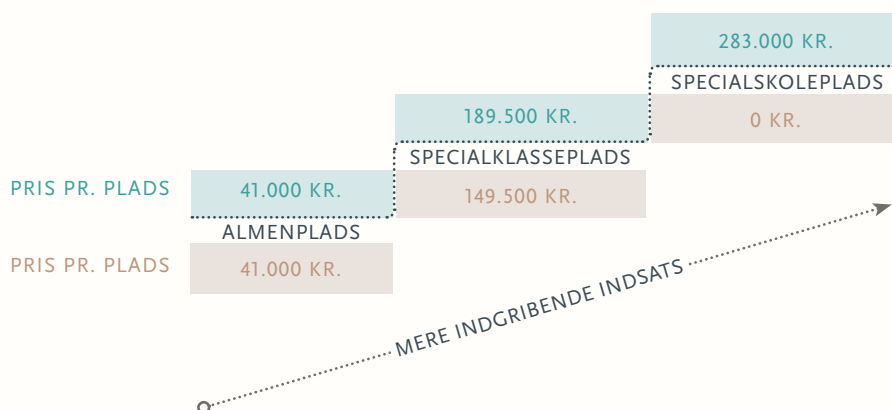 283.000 KR.
SPECIALSKOLEPLADS
0 KR.
189.500 KR.
SPECIALKLASSEPLADS
149.500 KR.
PRIS PR. PLADS
41.000 KR.
ALMENPLADS
PRIS PR. PLADS
41.000 KR.
MERE INDGRIBENDE INDSATS